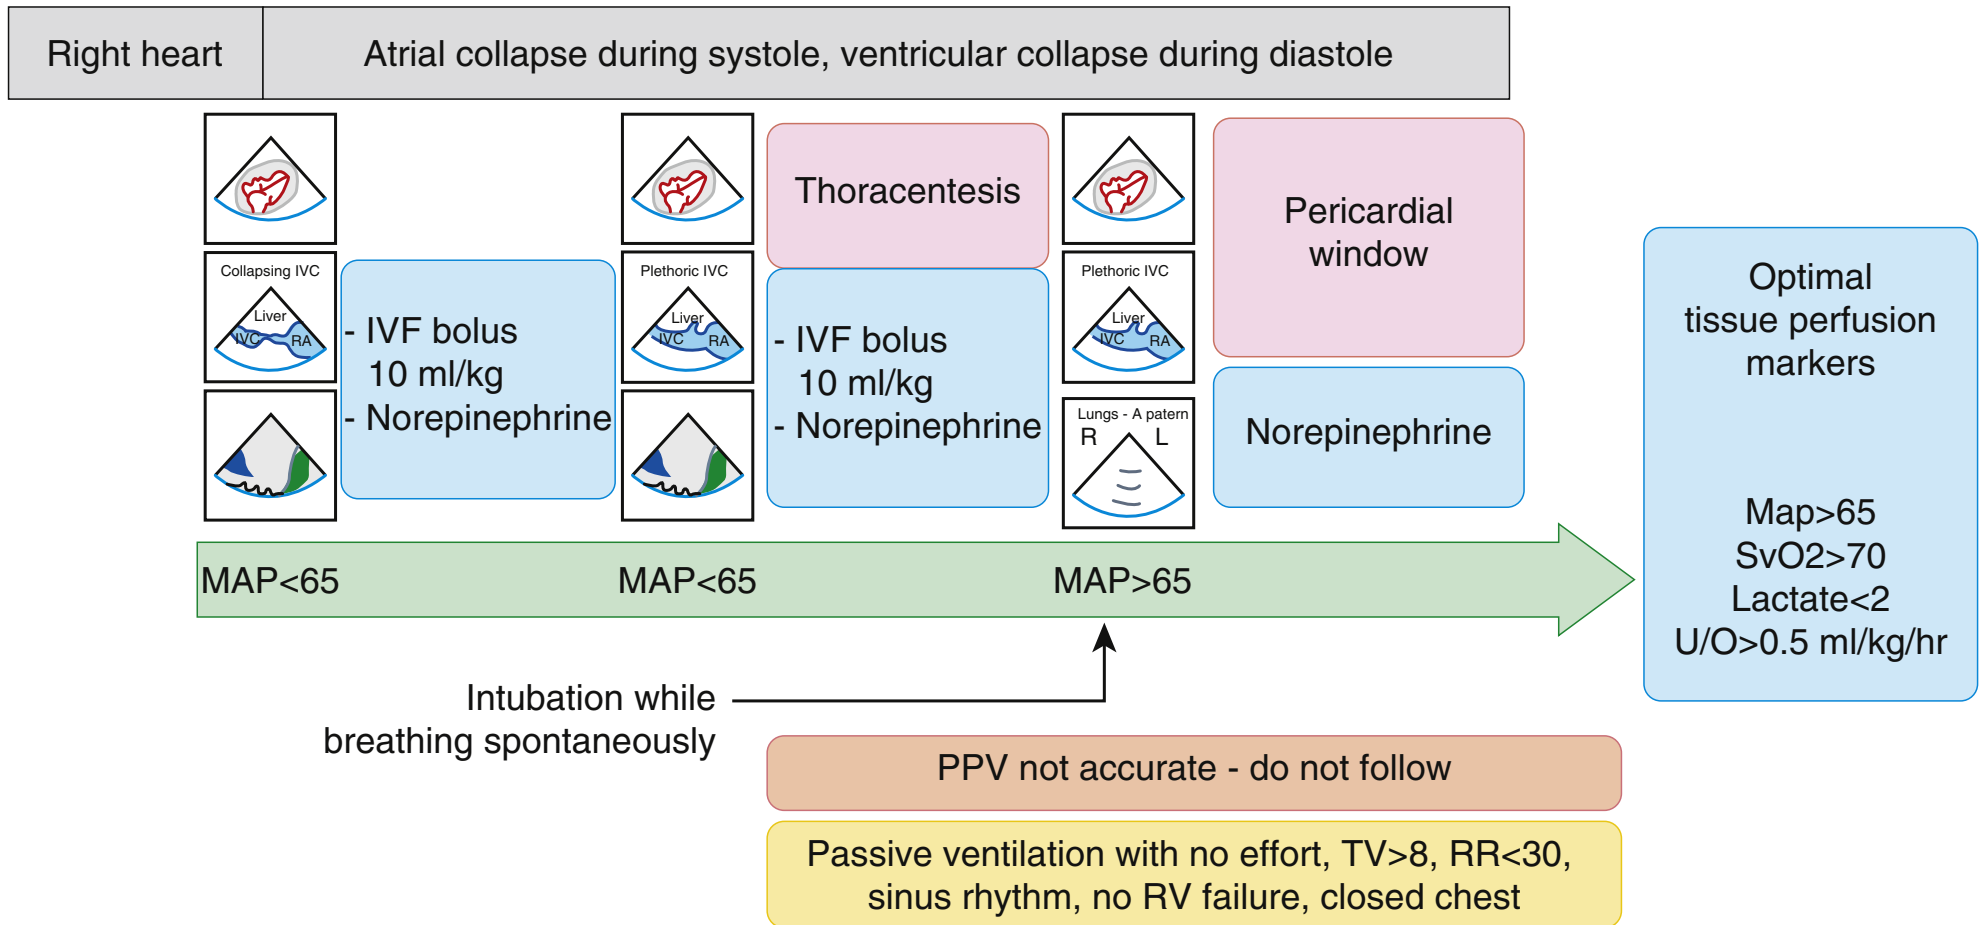 Right heart
Atrial collapse during systole, ventricular collapse during diastole
Collapsing IVC
Liver
IVC
RA
- IVF bolus
10 ml/kg
- Norepinephrine
Plethoric IVC
Liver
IVC
RA
Thoracentesis
- IVF bolus
10 ml/kg
- Norepinephrine
Plethoric IVC
Liver
IVC
RA
Lungs - A patern
R
L
Pericardial
window
Norepinephrine
Optimal
tissue perfusion
markers
Map>65
SvO2>70
Lactate<2
U/O>0.5 ml/kg/hr
MAP<65
MAP<65
MAP>65
Intubation while
breathing spontaneously
PPV not accurate - do not follow
Passive ventilation with no effort, TV>8, RR<30,
sinus rhythm, no RV failure, closed chest